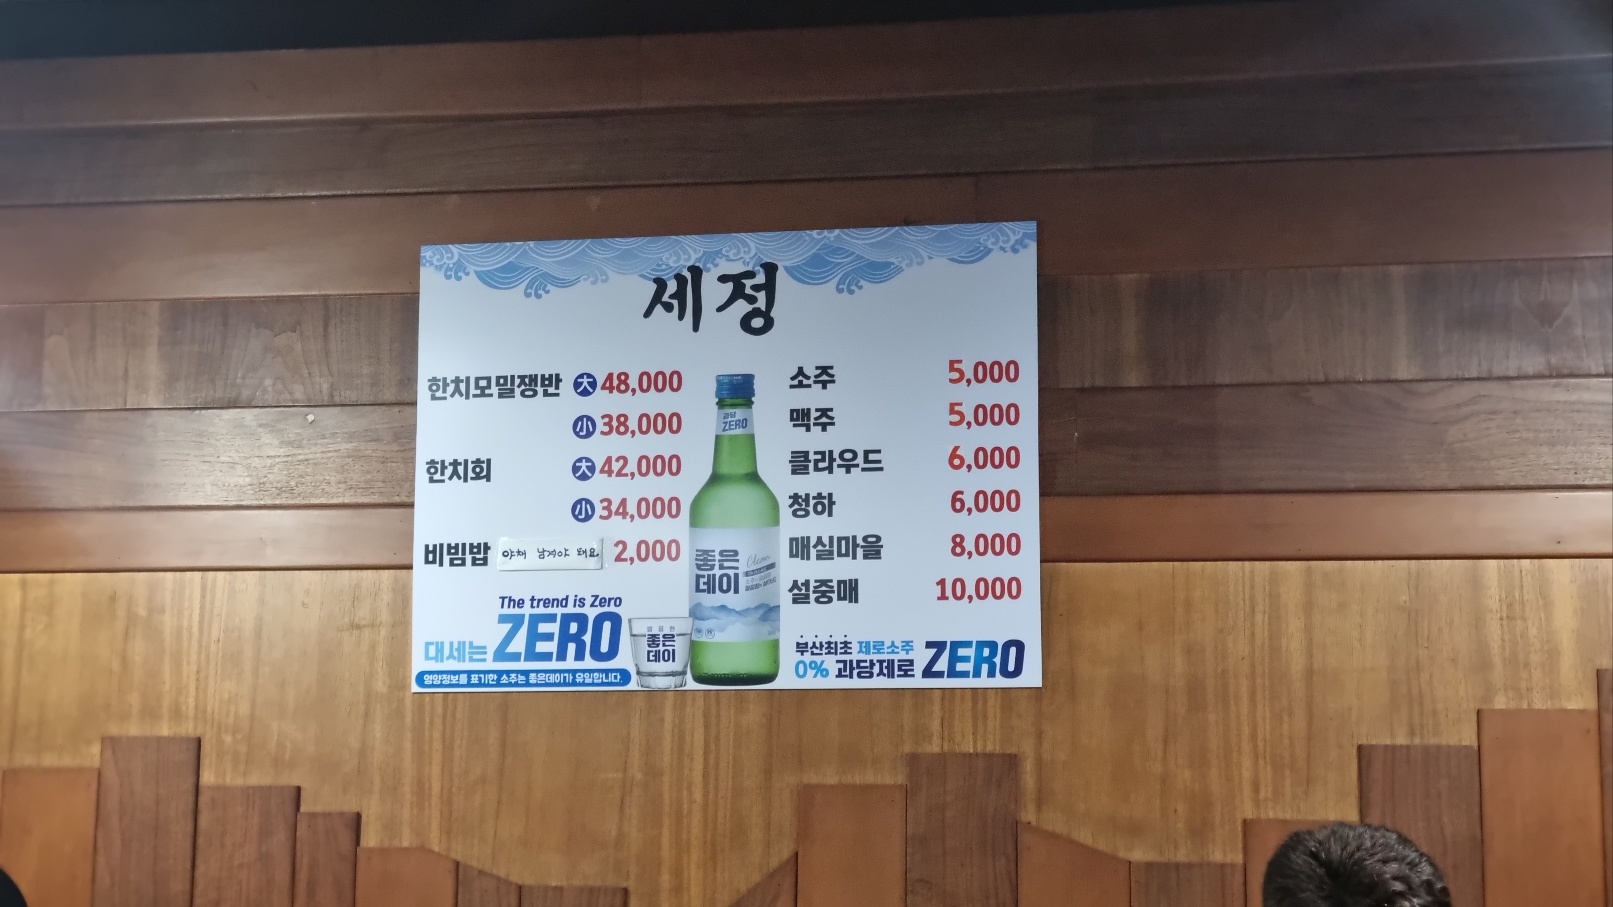 세정
한치모밀쟁반 大 48,000
小 38,000
한치회 大 42,000
小 34,000
비빔밥 야채 남겨야 돼요 2,000
소주 5,000
맥주 5,000
클라우드 6,000
청하 6,000
매실마을 8,000
설중매 10,000
The trend is Zero
대세는 ZERO
영양정보를 표기한 소주는 좋은데이가 유일합니다.
좋은
데이
과당
ZERO
좋은
데이
부산최초 제로소주
0% 과당제로 ZERO